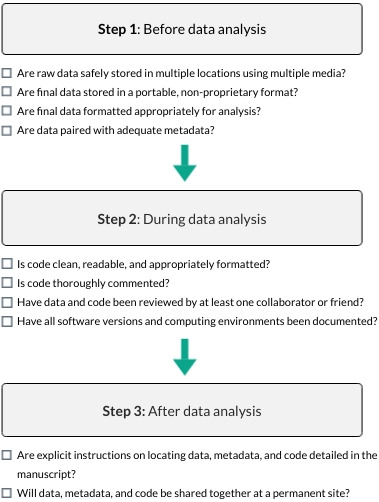 Step 1: Before data analysis
Are raw data safely stored in multiple locations using multiple media?
Are final data stored in a portable, non-proprietary format?
Are final data formatted appropriately for analysis?
Are data paired with adequate metadata?
Step 2: During data analysis
Is code clean, readable, and appropriately formatted?
Is code thoroughly commented?
Have data and code been reviewed by at least one collaborator or friend?
Have all software versions and computing environments been documented?
Step 3: After data analysis
Are explicit instructions on locating data, metadata, and code detailed in the
manuscript?
Will data, metadata, and code be shared together at a permanent site?